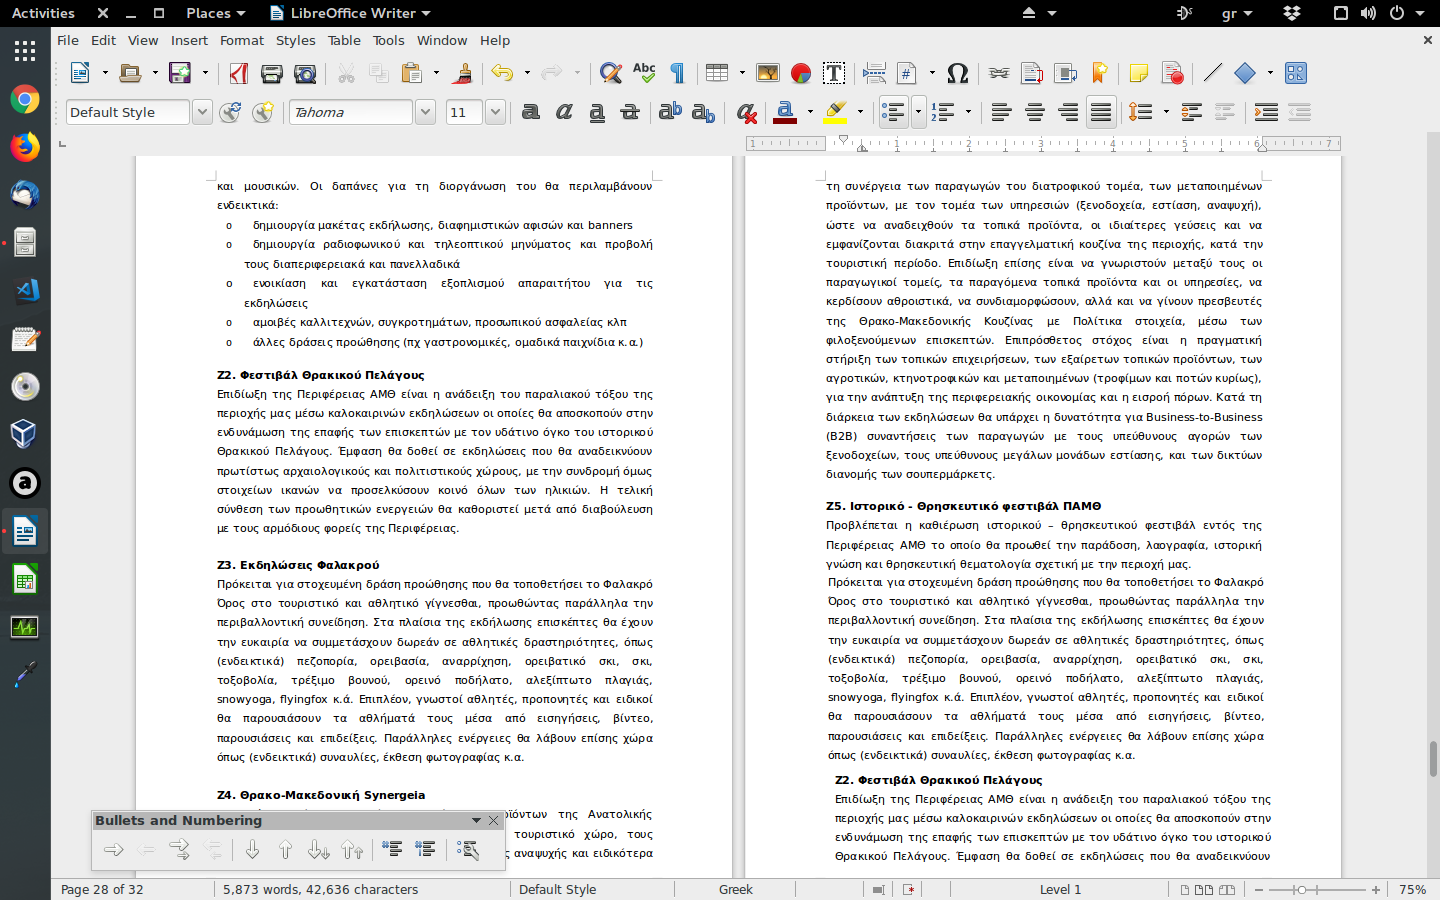 Activities
Places
LibreOffice Writer
gr
File Edit View Insert Format Styles Table Tools Window Help
Default Style
Tahoma
11
1 1 2 3 4 5 6 7
και μουσικών. Οι δαπάνες για τη διοργάνωση του θα περιλαμβάνουν
ενδεικτικά:
o δημιουργία μακέτας εκδήλωσης, διαφημιστικών αφισών και banners
o δημιουργία ραδιοφωνικού και τηλεοπτικού μηνύματος και προβολή
τους διαπεριφερειακά και πανελλαδικά
o ενοικίαση και εγκατάσταση εξοπλισμού απαραιτήτου για τις
εκδηλώσεις
o αμοιβές καλλιτεχνών, συγκροτημάτων, προσωπικού ασφαλείας κλπ
o άλλες δράσεις προώθησης (πχ γαστρονομικές, ομαδικά παιχνίδια κ.α.)
Ζ2. Φεστιβάλ Θρακικού Πελάγους
Επιδίωξη της Περιφέρειας ΑΜΘ είναι η ανάδειξη του παραλιακού τόξου της
περιοχής μας μέσω καλοκαιρινών εκδηλώσεων οι οποίες θα αποσκοπούν στην
ενδυνάμωση της επαφής των επισκεπτών με τον υδάτινο όγκο του ιστορικού
Θρακικού Πελάγους. Έμφαση θα δοθεί σε εκδηλώσεις που θα αναδεικνύουν
πρωτίστως αρχαιολογικούς και πολιτιστικούς χώρους, με την συνδρομή όμως
στοιχείων ικανών να προσελκύσουν κοινό όλων των ηλικιών. Η τελική
σύνθεση των προωθητικών ενεργειών θα καθοριστεί μετά από διαβούλευση
με τους αρμόδιους φορείς της Περιφέρειας.
Ζ3. Εκδηλώσεις Φαλακρού
Πρόκειται για στοχευμένη δράση προώθησης που θα τοποθετήσει το Φαλακρό
Όρος στο τουριστικό και αθλητικό γίγνεσθαι, προωθώντας παράλληλα την
περιβαλλοντική συνείδηση. Στα πλαίσια της εκδήλωσης επισκέπτες θα έχουν
την ευκαιρία να συμμετάσχουν δωρεάν σε αθλητικές δραστηριότητες, όπως
(ενδεικτικά) πεζοπορία, ορειβασία, αναρρίχηση, ορειβατικό σκι, σκι,
τοξοβολία, τρέξιμο βουνού, ορεινό ποδήλατο, αλεξίπτωτο πλαγιάς,
snowyoga, flyingfox κ.ά. Επιπλέον, γνωστοί αθλητές, προπονητές και ειδικοί
θα παρουσιάσουν τα αθλήματά τους μέσα από εισηγήσεις, βίντεο,
παρουσιάσεις και επιδείξεις. Παράλληλες ενέργειες θα λάβουν επίσης χώρα
όπως (ενδεικτικά) συναυλίες, έκθεση φωτογραφίας κ.α.
Ζ4. Θρακο-Μακεδονική Synergeia
της Ανατολικής
τουριστικό χώρο, τους
αναψυχής και ειδικότερα
Bullets and Numbering
τη συνέργεια των παραγωγών του διατροφικού τομέα, των μεταποιημένων
προϊόντων, με τον τομέα των υπηρεσιών (ξενοδοχεία, εστίαση, αναψυχή),
ώστε να αναδειχθούν τα τοπικά προϊόντα, οι ιδιαίτερες γεύσεις και να
εμφανίζονται διακριτά στην επαγγελματική κουζίνα της περιοχής, κατά την
τουριστική περίοδο. Επιδίωξη επίσης είναι να γνωριστούν μεταξύ τους οι
παραγωγικοί τομείς, τα παραγόμενα τοπικά προϊόντα και οι υπηρεσίες, να
κερδίσουν αθροιστικά, να συνδιαμορφώσουν, αλλά και να γίνουν πρεσβευτές
της Θρακο-Μακεδονικής Κουζίνας με Πολίτικα στοιχεία, μέσω των
φιλοξενούμενων επισκεπτών. Επιπρόσθετος στόχος είναι η πραγματική
στήριξη των τοπικών επιχειρήσεων, των εξαίρετων τοπικών προϊόντων, των
αγροτικών, κτηνοτροφικών και μεταποιημένων (τροφίμων και ποτών κυρίως),
για την ανάπτυξη της περιφερειακής οικονομίας και η εισροή πόρων. Κατά τη
διάρκεια των εκδηλώσεων θα υπάρχει η δυνατότητα για Business-to-Business
(B2B) συναντήσεις των παραγωγών με τους υπεύθυνους αγορών των
ξενοδοχείων, τους υπεύθυνους μεγάλων μονάδων εστίασης, και των δικτύων
διανομής των σουπερμάρκετς.
Ζ5. Ιστορικό - Θρησκευτικό φεστιβάλ ΠΑΜΘ
Προβλέπεται η καθιέρωση ιστορικού – θρησκευτικού φεστιβάλ εντός της
Περιφέρειας ΑΜΘ το οποίο θα προωθεί την παράδοση, λαογραφία, ιστορική
γνώση και θρησκευτική θεματολογία σχετική με την περιοχή μας.
Πρόκειται για στοχευμένη δράση προώθησης που θα τοποθετήσει το Φαλακρό
Όρος στο τουριστικό και αθλητικό γίγνεσθαι, προωθώντας παράλληλα την
περιβαλλοντική συνείδηση. Στα πλαίσια της εκδήλωσης επισκέπτες θα έχουν
την ευκαιρία να συμμετάσχουν δωρεάν σε αθλητικές δραστηριότητες, όπως
(ενδεικτικά) πεζοπορία, ορειβασία, αναρρίχηση, ορειβατικό σκι, σκι,
τοξοβολία, τρέξιμο βουνού, ορεινό ποδήλατο, αλεξίπτωτο πλαγιάς,
snowyoga, flyingfox κ.ά. Επιπλέον, γνωστοί αθλητές, προπονητές και ειδικοί
θα παρουσιάσουν τα αθλήματά τους μέσα από εισηγήσεις, βίντεο,
παρουσιάσεις και επιδείξεις. Παράλληλες ενέργειες θα λάβουν επίσης χώρα
όπως (ενδεικτικά) συναυλίες, έκθεση φωτογραφίας κ.α.
Ζ2. Φεστιβάλ Θρακικού Πελάγους
Επιδίωξη της Περιφέρειας ΑΜΘ είναι η ανάδειξη του παραλιακού τόξου της
περιοχής μας μέσω καλοκαιρινών εκδηλώσεων οι οποίες θα αποσκοπούν στην
ενδυνάμωση της επαφής των επισκεπτών με τον υδάτινο όγκο του ιστορικού
Θρακικού Πελάγους. Έμφαση θα δοθεί σε εκδηλώσεις που θα αναδεικνύουν
Page 28 of 32
5,873 words, 42,636 characters
Default Style
Greek
Level 1
75%